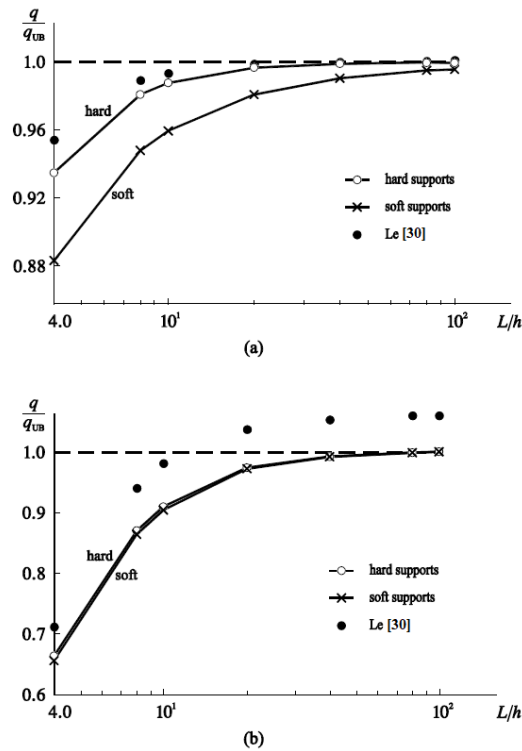 q
q_UB
1.0
hard
0.96
soft
0.92
hard supports
soft supports
Le [30]
0.88
4.0 10¹ 10² L/h
(a)
q
q_UB
1.0
0.9
hard
soft
0.8
hard supports
soft supports
0.7
Le [30]
0.6
4.0 10¹ 10² L/h
(b)